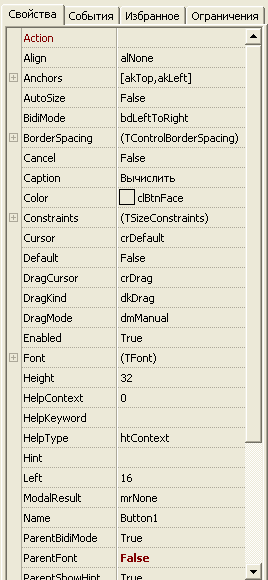 Свойства События Избранное Ограничения
Action
Align alNone
Anchors [akTop,akLeft]
AutoSize False
BidiMode bdLeftToRight
BorderSpacing (TControlBorderSpacing)
Cancel False
Caption Вычислить
Color clBtnFace
Constraints (TSizeConstraints)
Cursor crDefault
Default False
DragCursor crDrag
DragKind dkDrag
DragMode dmManual
Enabled True
Font (TFont)
Height 32
HelpContext 0
HelpKeyword
HelpType htContext
Hint
Left 16
ModalResult mrNone
Name Button1
ParentBidiMode True
ParentFont False
ParentShowHint True